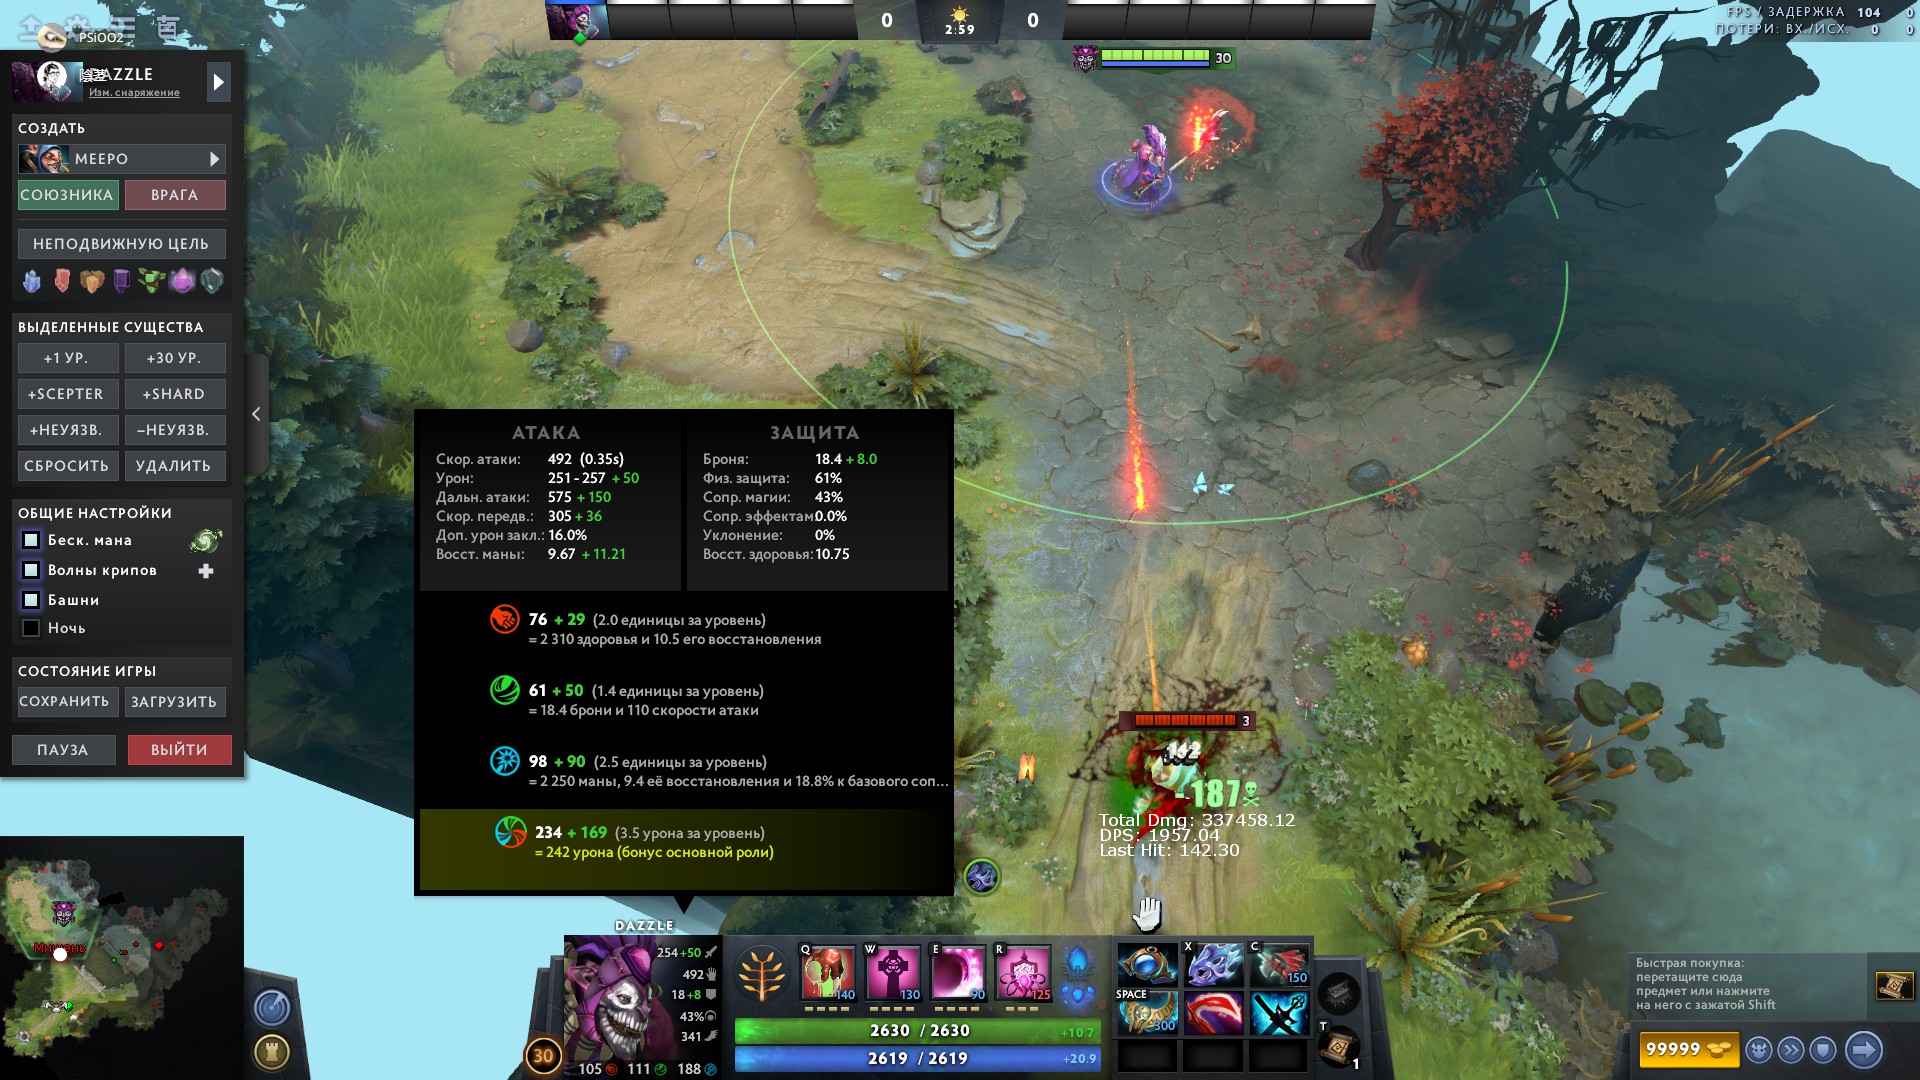 PSiOO2
DAZZLE
Изм. снаряжение
СОЗДАТЬ
MEEPO
СОЮЗНИКА
ВРАГА
НЕПОДВИЖНУЮ ЦЕЛЬ
ВЫДЕЛЕННЫЕ СУЩЕСТВА
+1 УР.
+30 УР.
+SCEPTER
+SHARD
+НЕУЯЗВ.
–НЕУЯЗВ.
СБРОСИТЬ
УДАЛИТЬ
ОБЩИЕ НАСТРОЙКИ
Беск. мана
Волны крипов
Башни
Ночь
СОСТОЯНИЕ ИГРЫ
СОХРАНИТЬ
ЗАГРУЗИТЬ
ПАУЗА
ВЫЙТИ
0
2:59
0
FPS / ЗАДЕРЖКА 104 0
ПОТЕРИ: ВХ./ИСХ. 0 0
30
АТАКА
Скор. атаки: 492 (0.35s)
Урон: 251 - 257 + 50
Дальн. атаки: 575 + 150
Скор. передв.: 305 + 36
Доп. урон закл.: 16.0%
Восст. маны: 9.67 + 11.21
ЗАЩИТА
Броня: 18.4 + 8.0
Физ. защита: 61%
Сопр. магии: 43%
Сопр. эффектам: 0.0%
Уклонение: 0%
Восст. здоровья: 10.75
76 + 29 (2.0 единицы за уровень)
= 2 310 здоровья и 10.5 его восстановления
61 + 50 (1.4 единицы за уровень)
= 18.4 брони и 110 скорости атаки
98 + 90 (2.5 единицы за уровень)
= 2 250 маны, 9.4 её восстановления и 18.8% к базового соп...
234 + 169 (3.5 урона за уровень)
= 242 урона (бонус основной роли)
3
142
-187
Total Dmg: 337458.12
DPS: 1957.04
Last Hit: 142.30
Мишень
DAZZLE
254+50
492
18+8
43%
341
30
105
111
188
Q
140
W
130
E
90
R
125
2630 / 2630
+10.7
2619 / 2619
+20.9
X
C
150
SPACE
300
T
1
Быстрая покупка:
перетащите сюда
предмет или нажмите
на него с зажатой Shift
99999